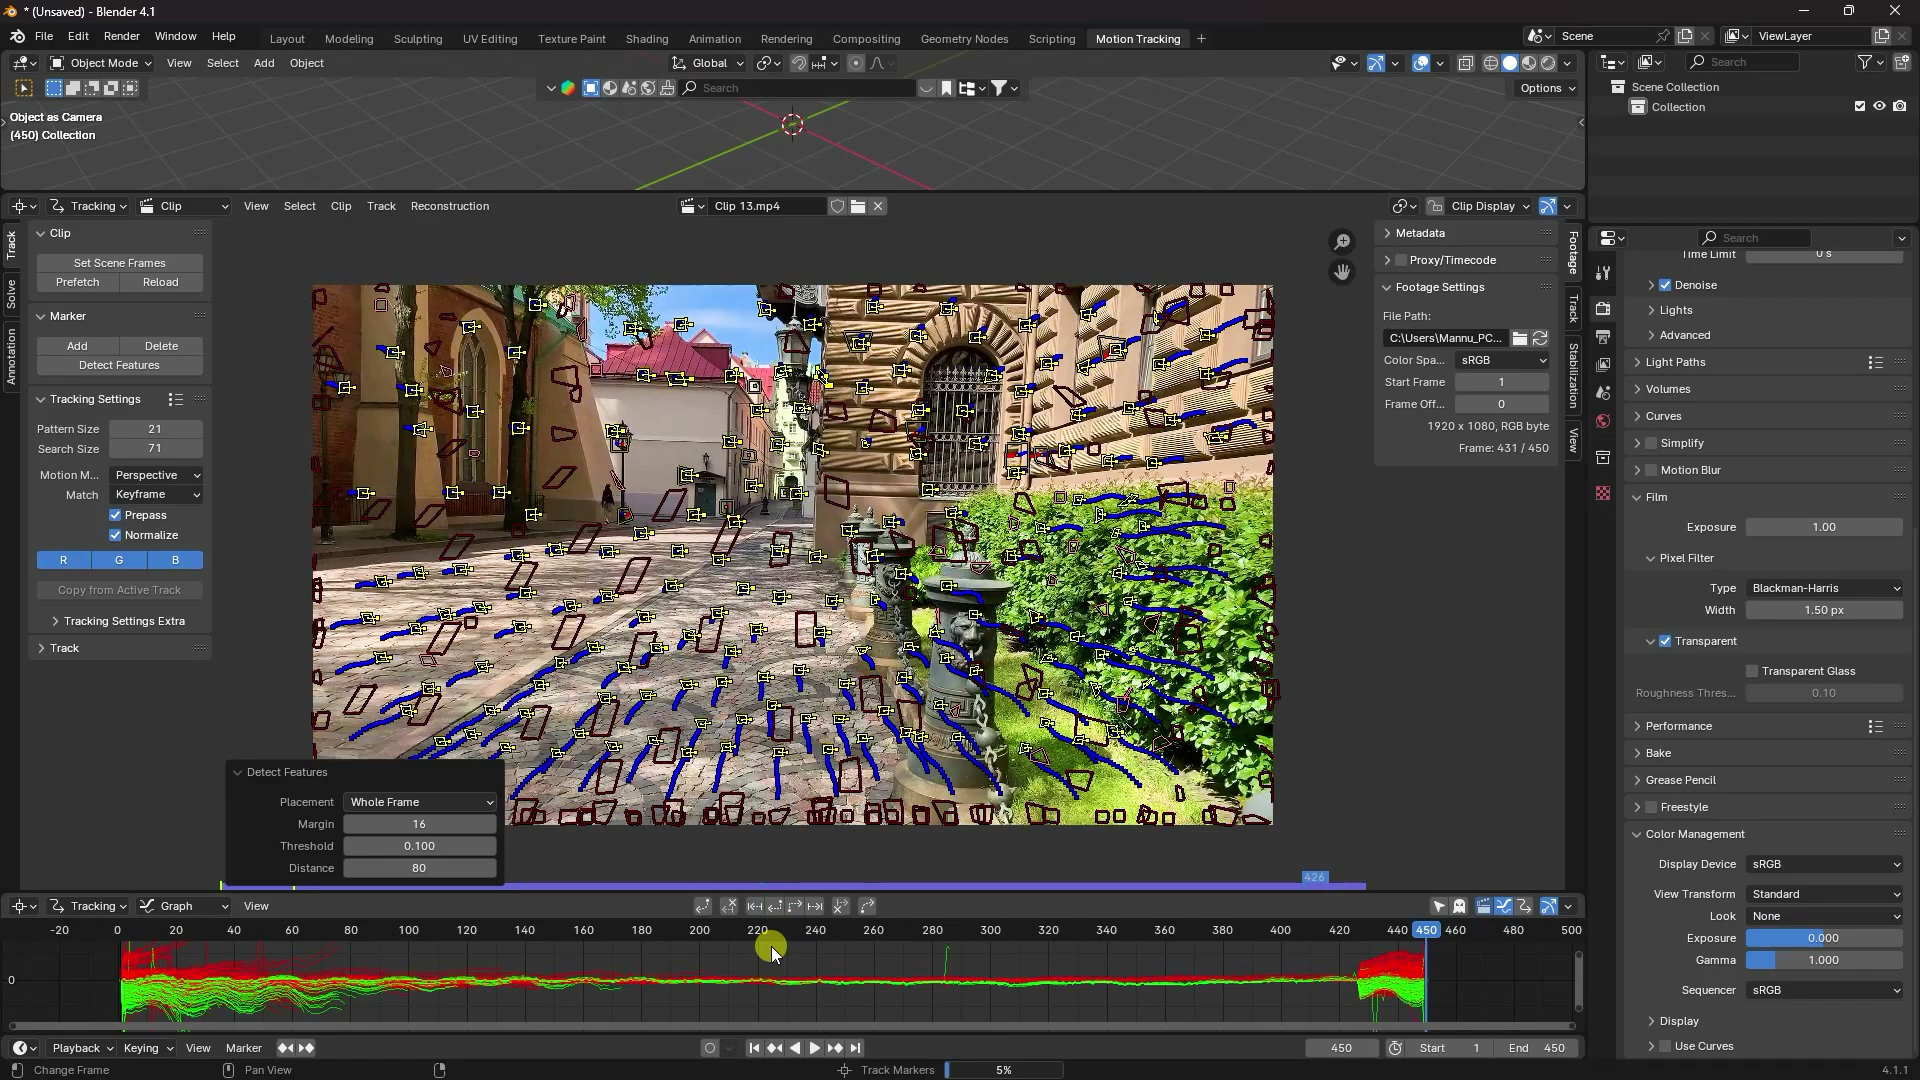 * (Unsaved) - Blender 4.1
File Edit Render Window Help Layout Modeling Sculpting UV Editing Texture Paint Shading Animation Rendering Compositing Geometry Nodes Scripting Motion Tracking + Scene ViewLayer
Object Mode View Select Add Object Global Search
Search Options
Object as Camera
(450) Collection
Scene Collection
Collection
Tracking Clip View Select Clip Track Reconstruction Clip 13.mp4 Clip Display
Track
Solve
Annotation
Clip
Set Scene Frames
Prefetch Reload
Marker
Add Delete
Detect Features
Tracking Settings
Pattern Size 21
Search Size 71
Motion M... Perspective
Match Keyframe
Prepass
Normalize
R G B
Copy from Active Track
Tracking Settings Extra
Track
Detect Features
Placement Whole Frame
Margin 16
Threshold 0.100
Distance 80
Metadata
Proxy/Timecode
Footage Settings
File Path:
C:\Users\Mannu_PC...
Color Spa... sRGB
Start Frame 1
Frame Off... 0
1920 x 1080, RGB byte
Frame: 431 / 450
Footage
Track
Stabilization
View
Search
Time Limit 0 s
Denoise
Lights
Advanced
Light Paths
Volumes
Curves
Simplify
Motion Blur
Film
Exposure 1.00
Pixel Filter
Type Blackman-Harris
Width 1.50 px
Transparent
Transparent Glass
Roughness Thres... 0.10
Performance
Bake
Grease Pencil
Freestyle
Color Management
Display Device sRGB
View Transform Standard
Look None
Exposure 0.000
Gamma 1.000
Sequencer sRGB
Display
Use Curves
426
Tracking Graph View
-20 0 20 40 60 80 100 120 140 160 180 200 220 240 260 280 300 320 340 360 380 400 420 440 450 460 480 500
0
Playback Keying View Marker 450 Start 1 End 450
Change Frame Pan View Track Markers 5% 4.1.1